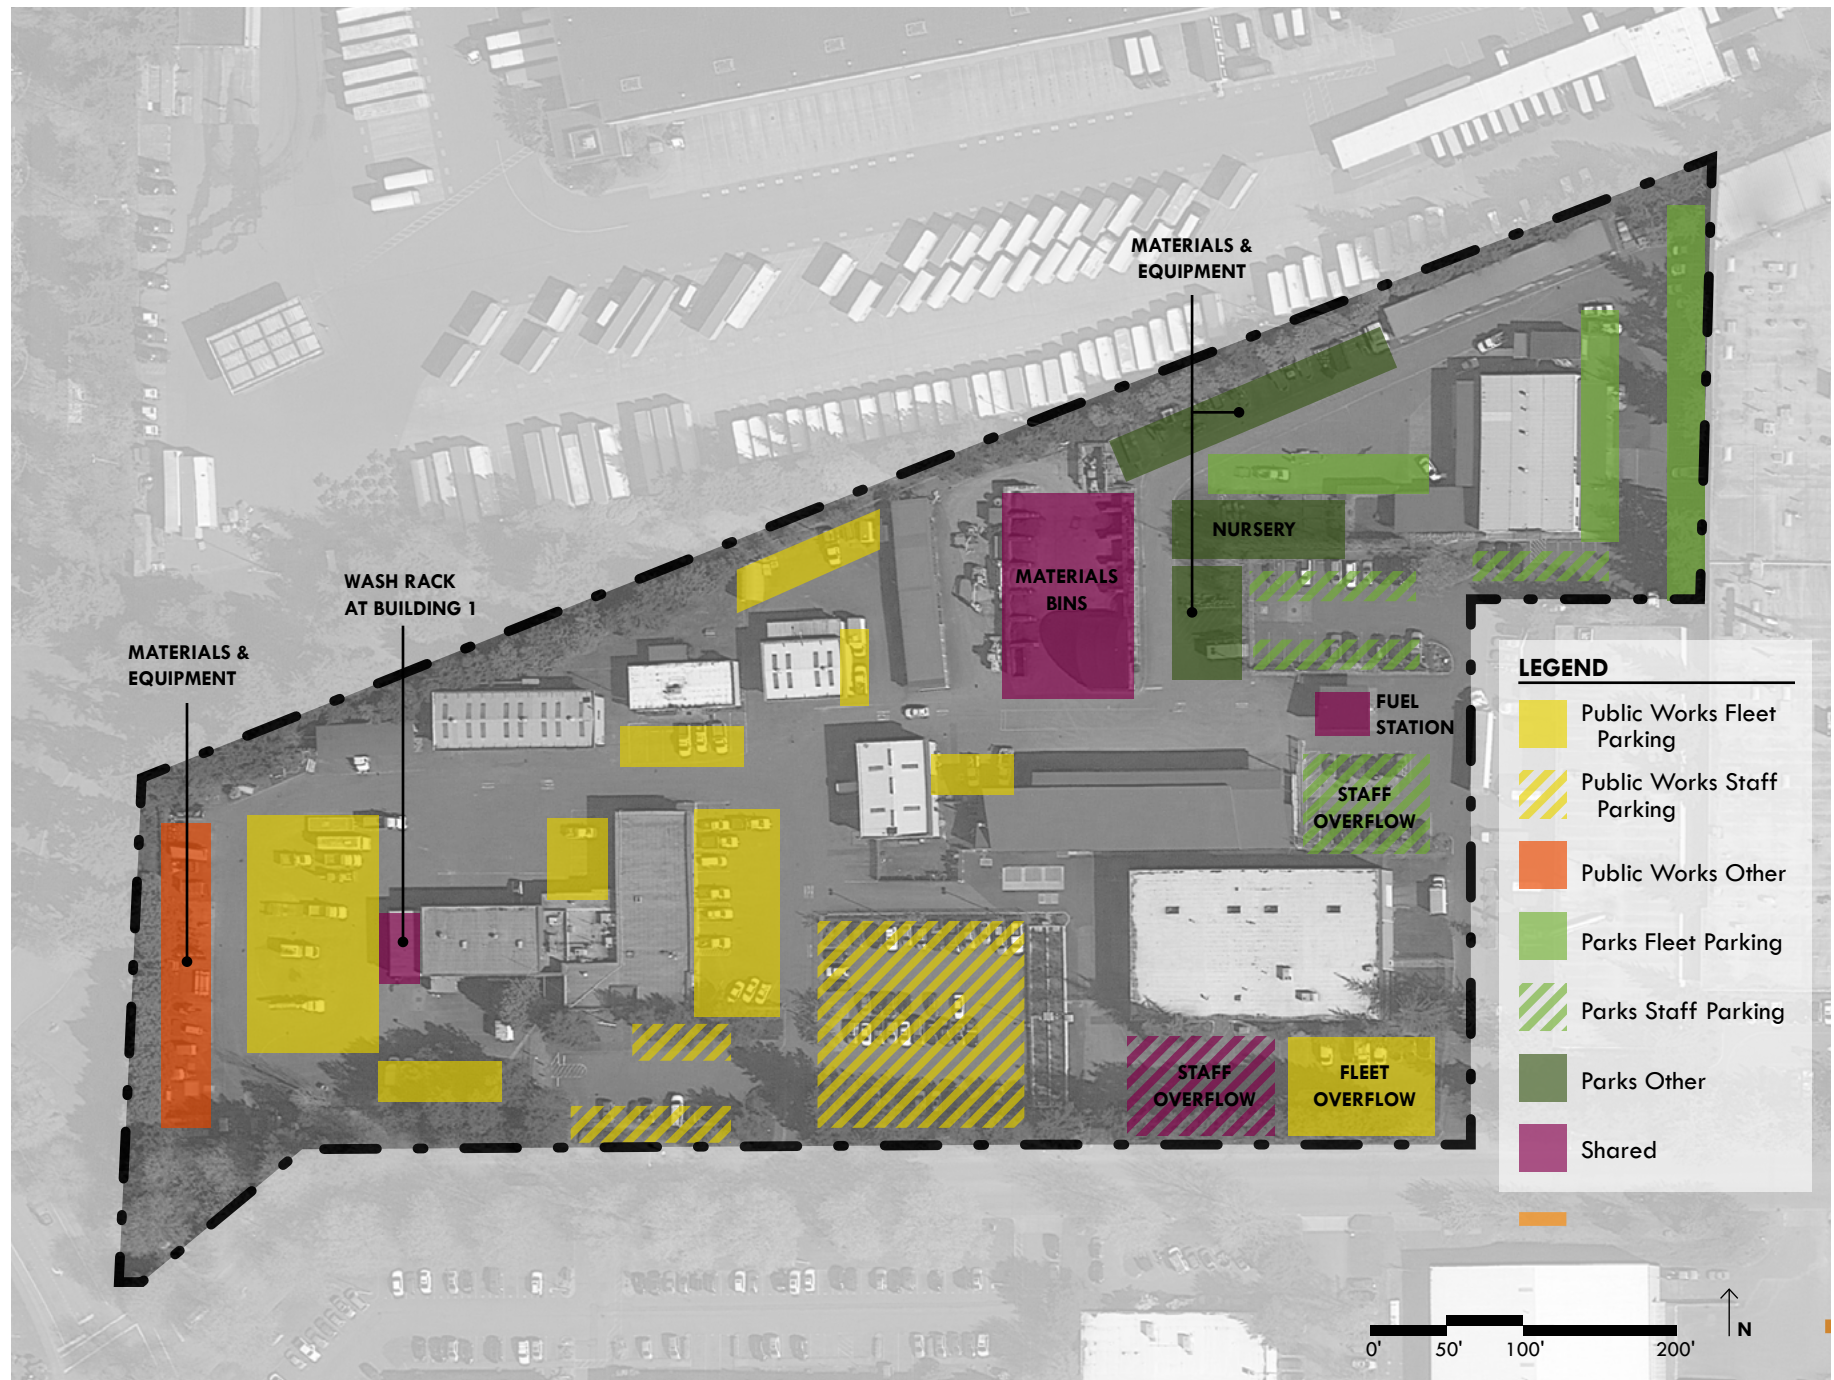 MATERIALS &
EQUIPMENT
NURSERY
WASH RACK
AT BUILDING 1
MATERIALS
BINS
MATERIALS &
EQUIPMENT
FUEL
STATION
STAFF
OVERFLOW
STAFF
OVERFLOW
FLEET
OVERFLOW
LEGEND
Public Works Fleet
Parking
Public Works Staff
Parking
Public Works Other
Parks Fleet Parking
Parks Staff Parking
Parks Other
Shared
0' 50' 100' 200'
N